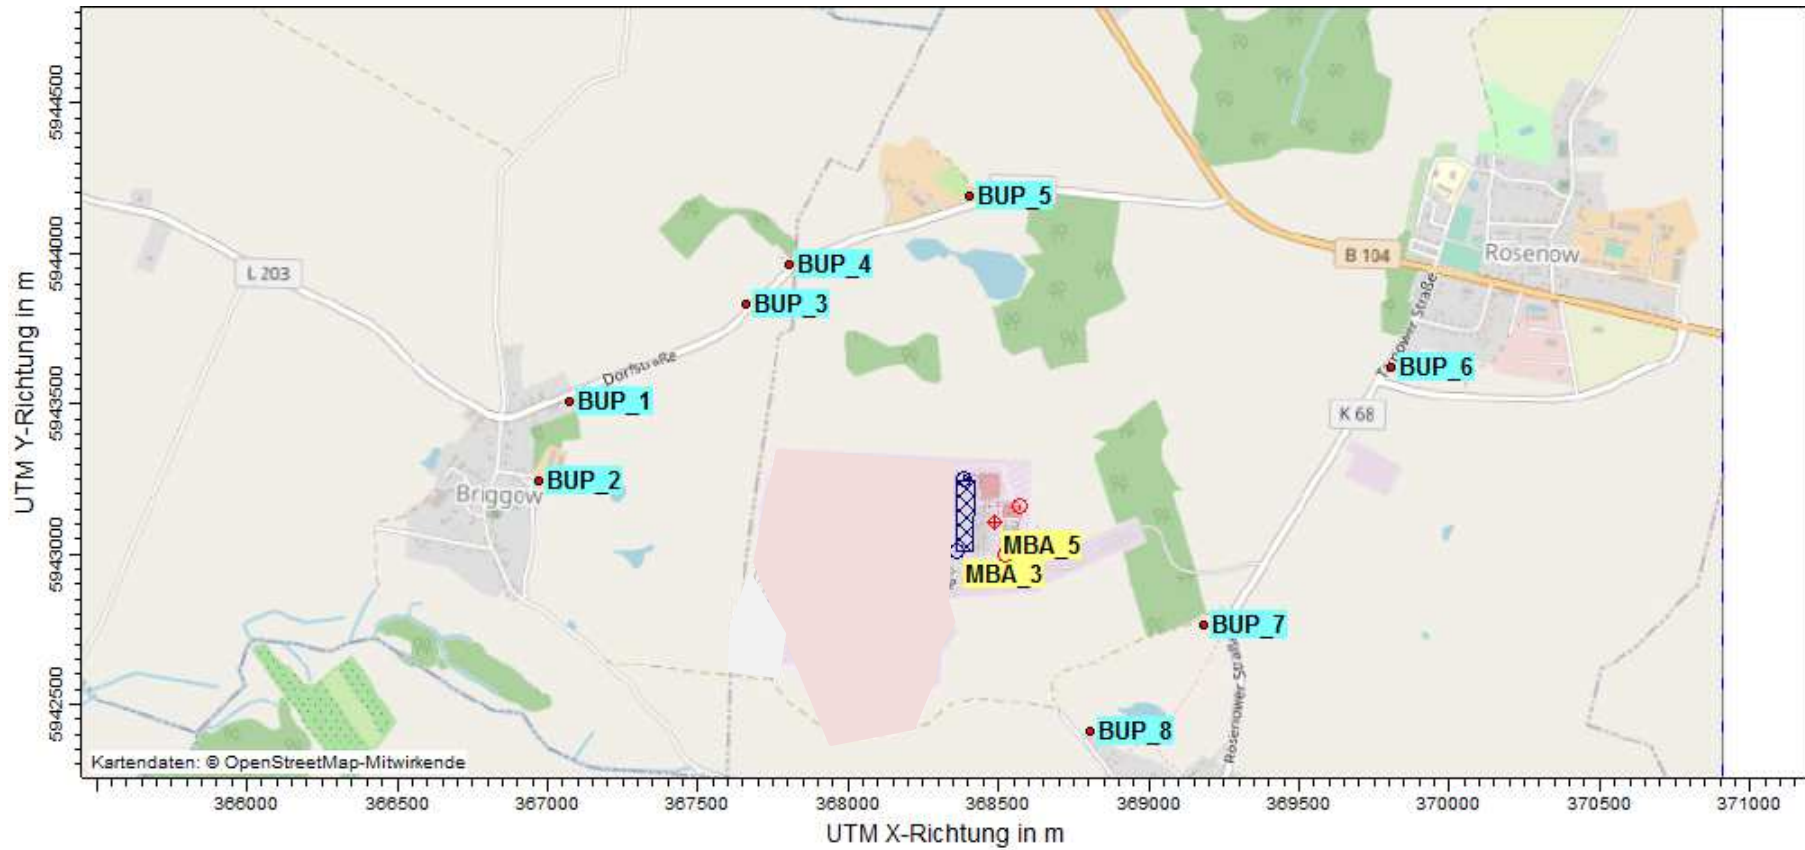 UTM Y-Richtung in m
5944500
5944000
5943500
5943000
5942500
BUP_5
BUP_4
B 104
Rosenow
L 203
BUP_3
Dorfstraße
BUP_6
BUP_1
K 68
BUP_2
Briggow
MBA_5
MBA_3
BUP_7
Rosenower Straße
BUP_8
Kartendaten: © OpenStreetMap-Mitwirkende
366000 366500 367000 367500 368000 368500 369000 369500 370000 370500 371000
UTM X-Richtung in m